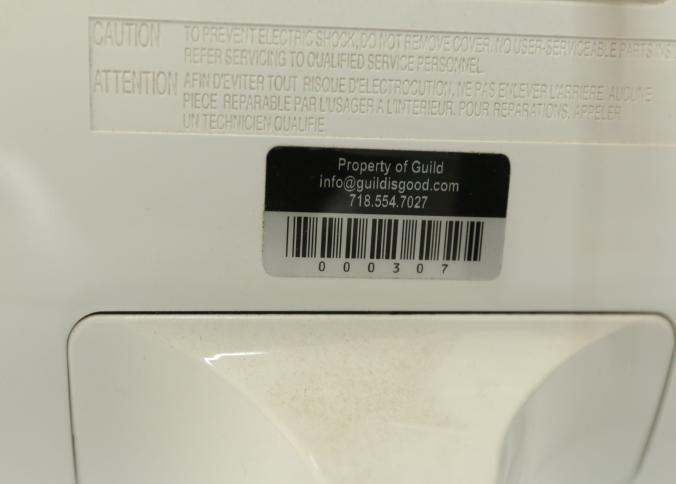 CAUTION TO PREVENT ELECTRIC SHOCK, DO NOT REMOVE COVER. NO USER-SERVICEABLE PARTS
REFER SERVICING TO QUALIFIED SERVICE PERSONNEL.
ATTENTION AFIN D'EVITER TOUT RISQUE D'ELECTROCUTION, NE PAS ENLEVER L'ARRIERE. AUCUNE
PIECE REPARABLE PAR L'USAGER A L'INTERIEUR. POUR REPARATIONS, APPELER
UN TECHNICIEN QUALIFIE.
Property of Guild
info@guildisgood.com
718.554.7027
000307